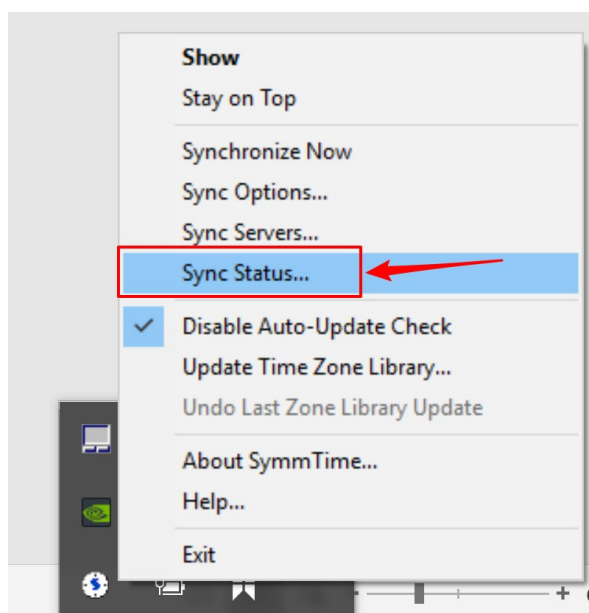 Show
Stay on Top
Synchronize Now
Sync Options...
Sync Servers...
Sync Status...
Disable Auto-Update Check
Update Time Zone Library...
Undo Last Zone Library Update
About SymmTime...
Help...
Exit